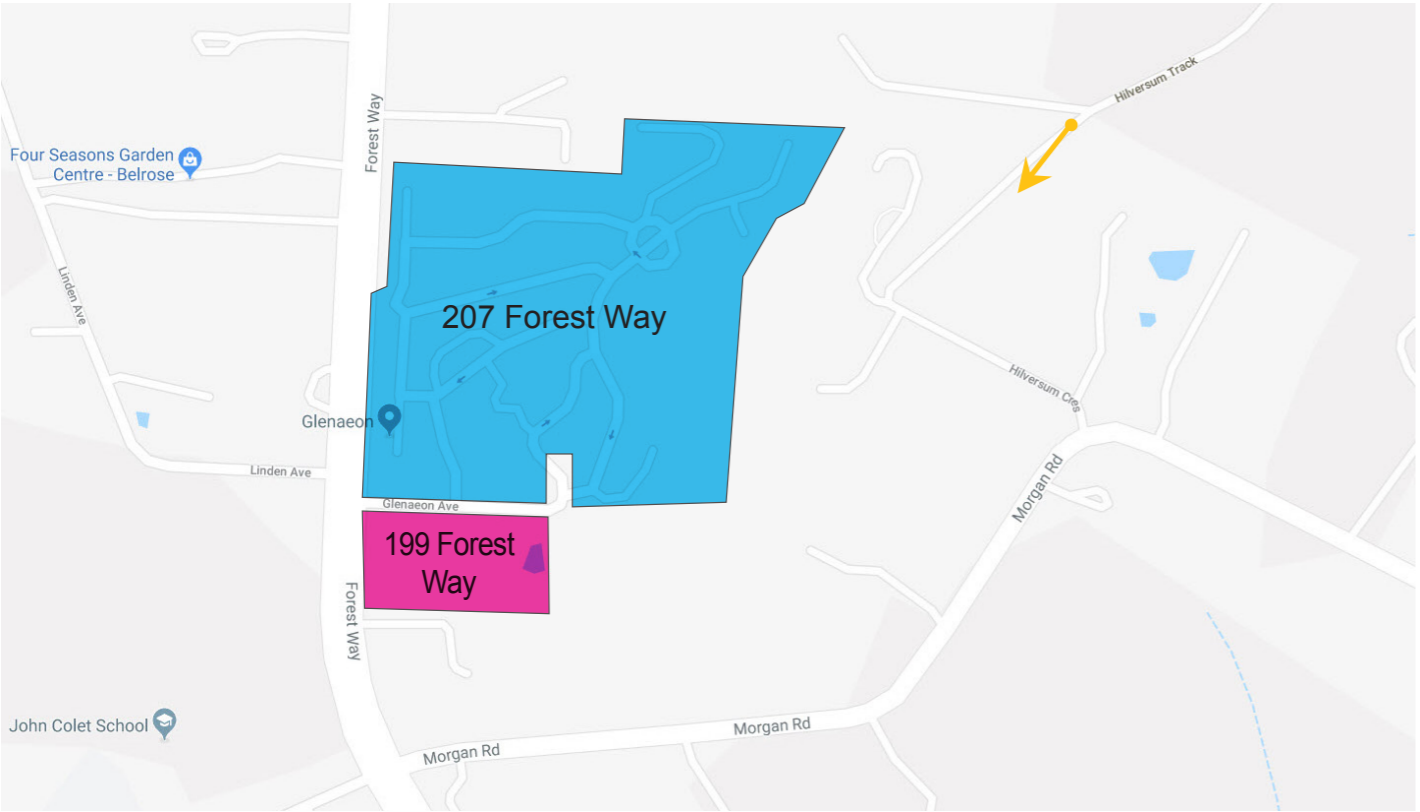 Hilversum Track
Forest Way
Four Seasons Garden
Centre - Belrose
Linden Ave
207 Forest Way
Hilversum Cres
Glenaeon
Linden Ave
Morgan Rd
Glenaeon Ave
199 Forest
Way
Forest Way
John Colet School
Morgan Rd
Morgan Rd